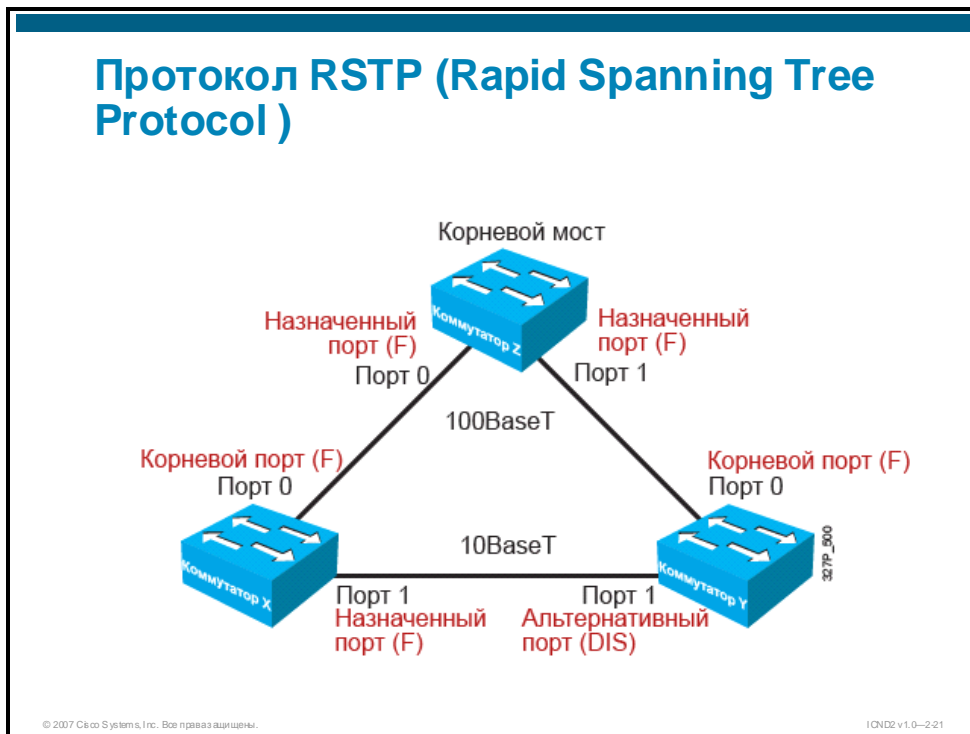 Протокол RSTP (Rapid Spanning Tree
Protocol )
Корневой мост
Коммутатор Z
Назначенный
порт (F)
Порт 0
Назначенный
порт (F)
Порт 1
100BaseT
Корневой порт (F)
Порт 0
Корневой порт (F)
Порт 0
10BaseT
Коммутатор X
Коммутатор Y
327P_600
Порт 1
Назначенный
порт (F)
Порт 1
Альтернативный
порт (DIS)
© 2007 Cisco Systems, Inc. Все права защищены.
ICND2 v1.0—2-21